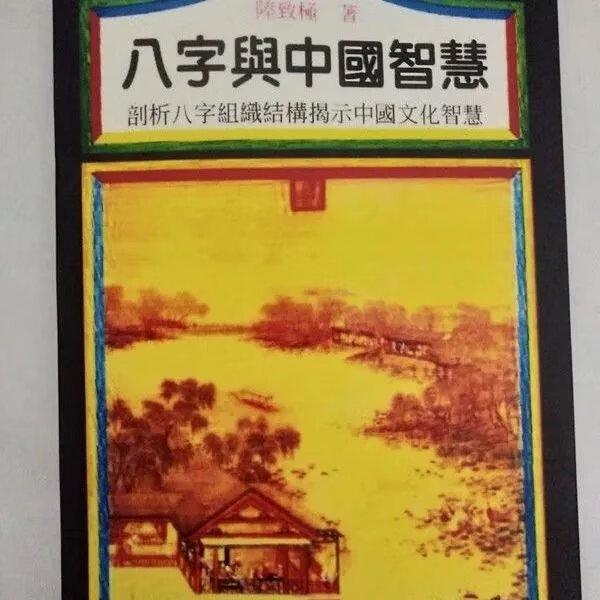 陸致極 著
八字與中國智慧
剖析八字組織結構揭示中國文化智慧